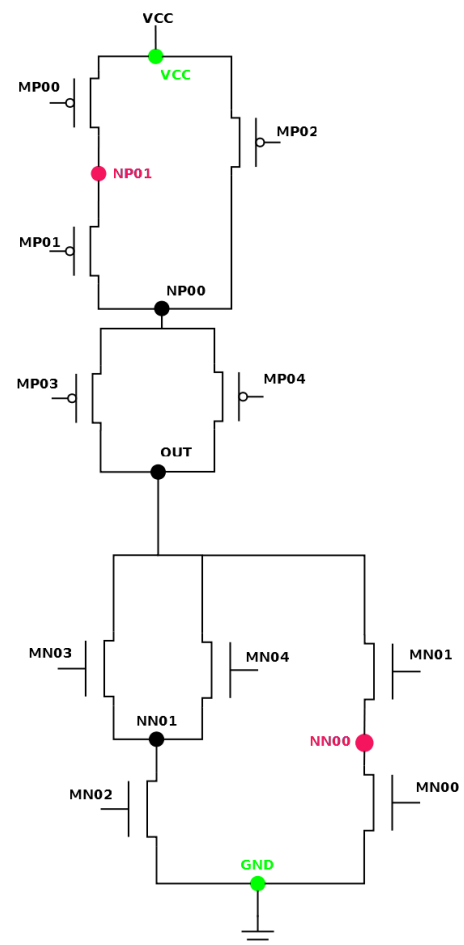 VCC
VCC
MP00
MP02
NP01
MP01
NP00
MP03
MP04
OUT
MN03
MN04
MN01
NN01
NN00
MN02
MN00
GND